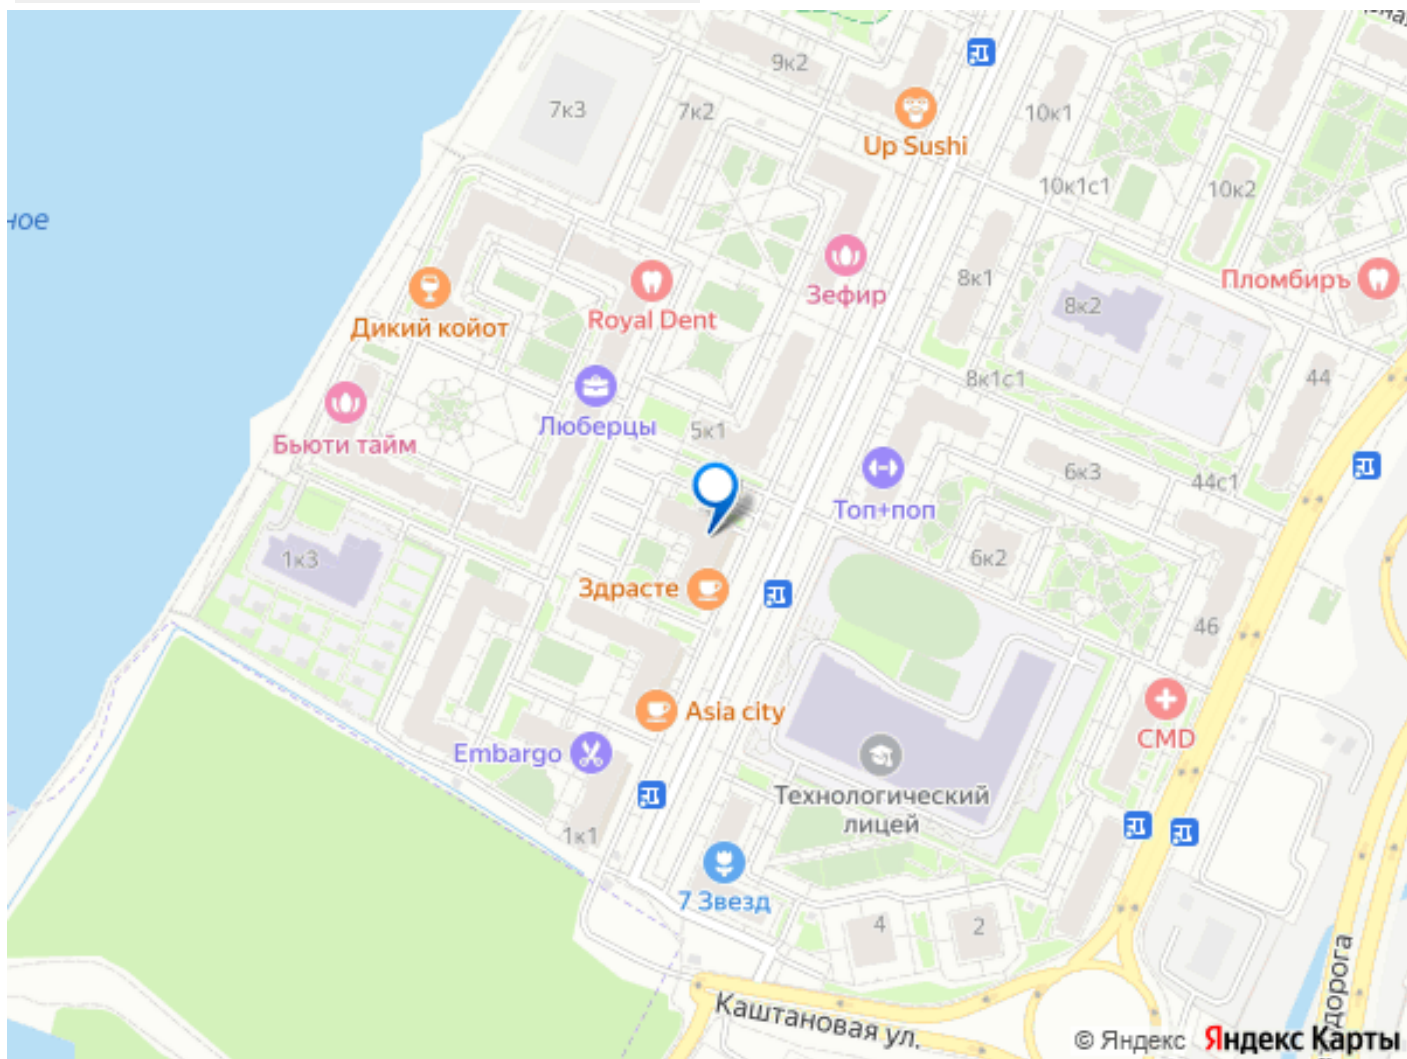 9к2
7к3
7к2
10к1
Up Sushi
10к1с1
10к2
ное
8к1
Пломбиръ
Зефир
8к2
Royal Dent
Дикий койот
8к1с1
44
Люберцы
5к1
Бьюти тайм
6к3
44с1
Топ+поп
1к3
6к2
Здрасте
46
Asia city
CMD
Embargo
Технологический
лицей
1к1
7 Звезд
4
2
дорога
Каштановая ул.
© Яндекс Яндекс Карты